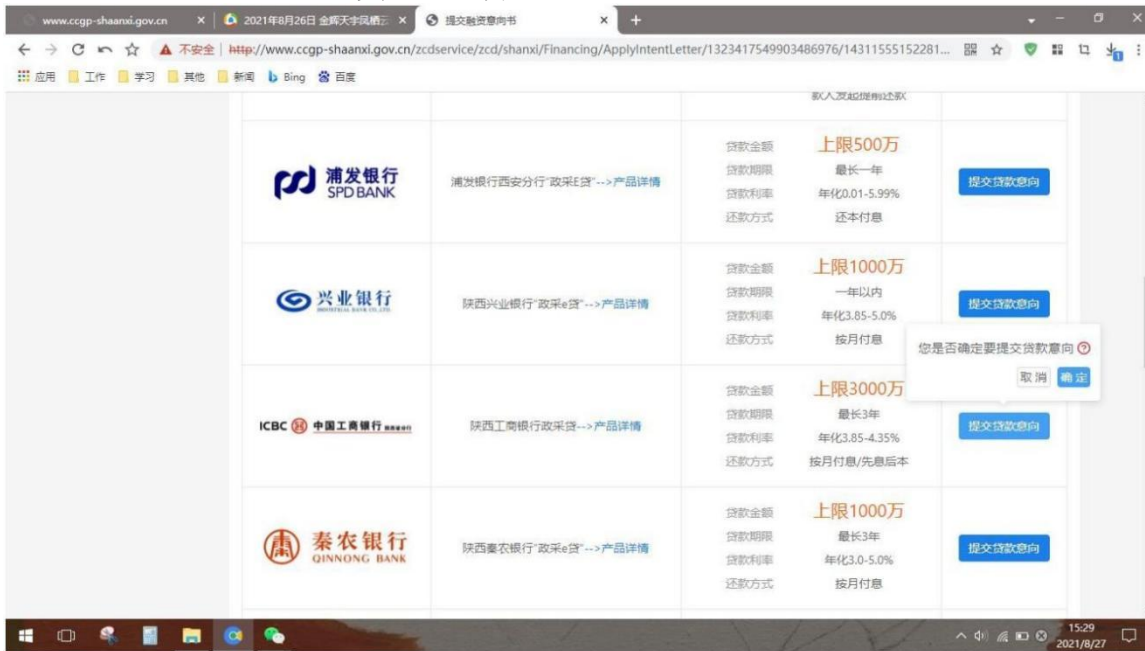 www.ccgp-shaanxi.gov.cn
2021年8月26日 金辉天宇凤栖云
提交融资意向书
不安全 | http://www.ccgp-shaanxi.gov.cn/zcdservice/zcd/shanxi/Financing/ApplyIntentLetter/1323417549903486976/14311555152281...
应用 工作 学习 其他 新闻 Bing 百度
款人发起提前还款
浦发银行
SPD BANK
浦发银行西安分行"政采E贷"-->产品详情
贷款金额 上限500万
贷款期限 最长一年
贷款利率 年化0.01-5.99%
还款方式 还本付息
提交贷款意向
兴业银行
INDUSTRIAL BANK CO.,LTD.
陕西兴业银行"政采e贷"-->产品详情
贷款金额 上限1000万
贷款期限 一年以内
贷款利率 年化3.85-5.0%
还款方式 按月付息
提交贷款意向
您是否确定要提交贷款意向
取消 确定
ICBC 中国工商银行
陕西工商银行政采贷-->产品详情
贷款金额 上限3000万
贷款期限 最长3年
贷款利率 年化3.85-4.35%
还款方式 按月付息/先息后本
提交贷款意向
秦农银行
QINNONG BANK
陕西秦农银行"政采e贷"-->产品详情
贷款金额 上限1000万
贷款期限 最长3年
贷款利率 年化3.0-5.0%
还款方式 按月付息
提交贷款意向
15:29
2021/8/27